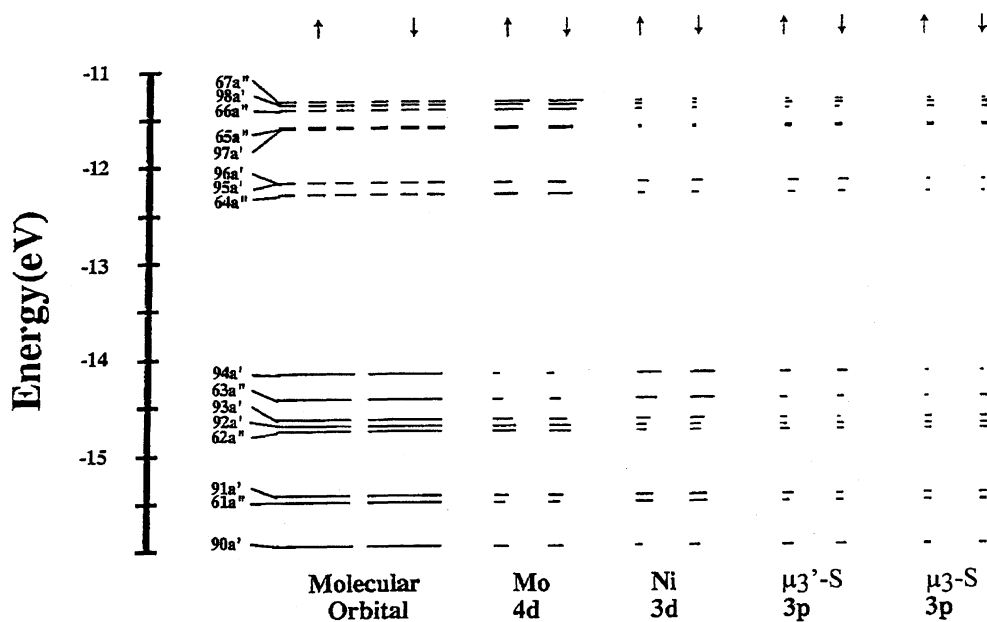 ↑ ↓ ↑ ↓ ↑ ↓ ↑ ↓ ↑ ↓
Energy(eV)
-11
-12
-13
-14
-15
67a"
98a'
66a"
65a"
97a'
96a'
95a'
64a"
94a'
63a"
93a'
92a'
62a"
91a'
61a"
90a'
Molecular
Orbital
Mo
4d
Ni
3d
μ3'-S
3p
μ3-S
3p